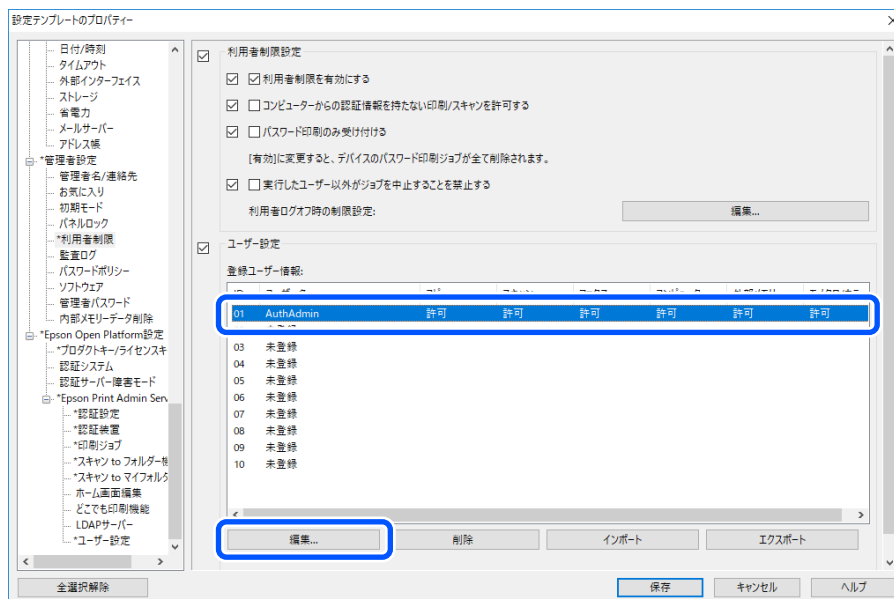 設定テンプレートのプロパティー
日付/時刻
タイムアウト
外部インターフェイス
ストレージ
省電力
メールサーバー
アドレス帳
*管理者設定
管理者名/連絡先
お気に入り
初期モード
パネルロック
*利用者制限
監査ログ
パスワードポリシー
ソフトウェア
管理者パスワード
内部メモリーデータ削除
*Epson Open Platform設定
*プロダクトキー/ライセンスキ
認証システム
認証サーバー障害モード
*Epson Print Admin Serv
*認証設定
*認証装置
*印刷ジョブ
*スキャン to フォルダー機
*スキャン to マイフォルダ
ホーム画面編集
どこでも印刷機能
LDAPサーバー
*ユーザー設定
全選択解除
利用者制限設定
利用者制限を有効にする
コンピューターからの認証情報を持たない印刷/スキャンを許可する
パスワード印刷のみ受け付ける
[有効]に変更すると、デバイスのパスワード印刷ジョブが全て削除されます。
実行したユーザー以外がジョブを中止することを禁止する
利用者ログオフ時の制限設定: 編集...
ユーザー設定
登録ユーザー情報:
01 AuthAdmin 許可 許可 許可 許可 許可 許可
03 未登録
04 未登録
05 未登録
06 未登録
07 未登録
08 未登録
09 未登録
10 未登録
編集... 削除 インポート エクスポート
保存 キャンセル ヘルプ